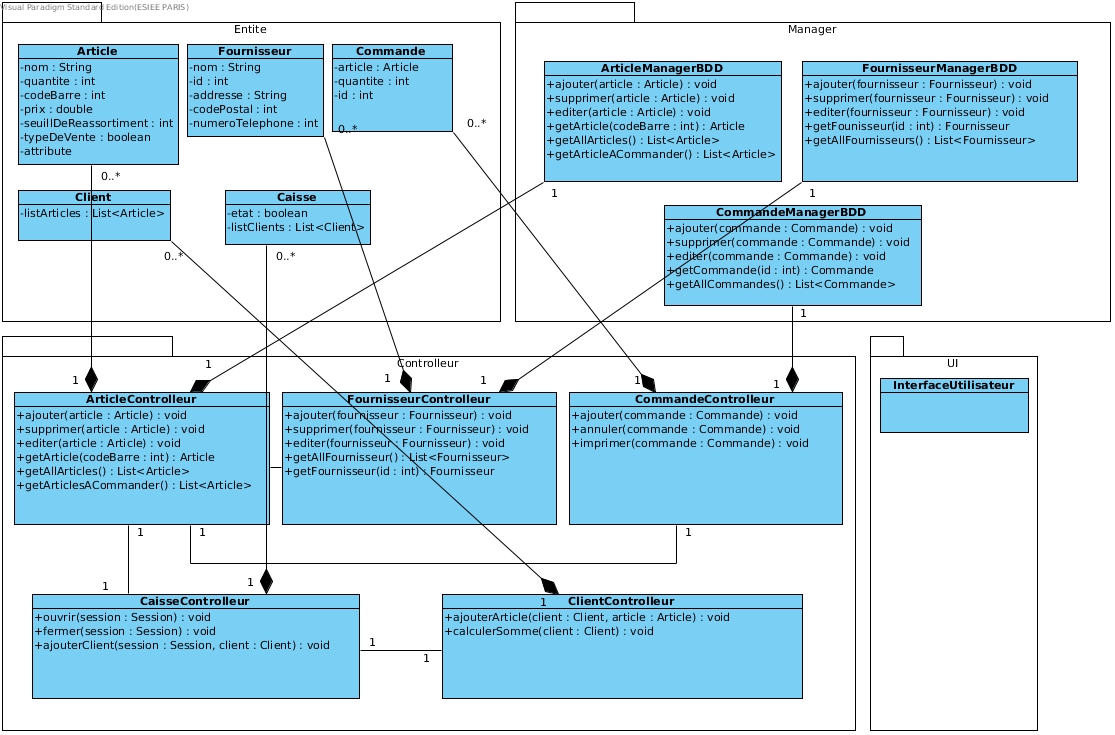 Visual Paradigm Standard Edition(ESIEE PARIS)
Entite
Article
-nom : String
-quantite : int
-codeBarre : int
-prix : double
-seuillDeReassortiment : int
-typeDeVente : boolean
-attribute
0..*
Fournisseur
-nom : String
-id : int
-addresse : String
-codePostal : int
-numeroTelephone : int
0..*
Commande
-article : Article
-quantite : int
-id : int
0..*
Client
-listArticles : List<Article>
0..*
Caisse
-etat : boolean
-listClients : List<Client>
0..*
Manager
ArticleManagerBDD
+ajouter(article : Article) : void
+supprimer(article : Article) : void
+editer(article : Article) : void
+getArticle(codeBarre : int) : Article
+getAllArticles() : List<Article>
+getArticleACommander() : List<Article>
1
FournisseurManagerBDD
+ajouter(fournisseur : Fournisseur) : void
+supprimer(fournisseur : Fournisseur) : void
+editer(fournisseur : Fournisseur) : void
+getFounisseur(id : int) : Fournisseur
+getAllFournisseurs() : List<Fournisseur>
1
CommandeManagerBDD
+ajouter(commande : Commande) : void
+supprimer(commande : Commande) : void
+editer(commande : Commande) : void
+getCommande(id : int) : Commande
+getAllCommandes() : List<Commande>
1
Controlleur
1
1
ArticleControlleur
+ajouter(article : Article) : void
+supprimer(article : Article) : void
+editer(article : Article) : void
+getArticle(codeBarre : int) : Article
+getAllArticles() : List<Article>
+getArticlesACommander() : List<Article>
1
1
1
1
FournisseurControlleur
+ajouter(fournisseur : Fournisseur) : void
+supprimer(fournisseur : Fournisseur) : void
+editer(fournisseur : Fournisseur) : void
+getAllFournisseur() : List<Fournisseur>
+getFournisseur(id : int) : Fournisseur
1
1
CommandeControlleur
+ajouter(commande : Commande) : void
+annuler(commande : Commande) : void
+imprimer(commande : Commande) : void
1
1
1
CaisseControlleur
+ouvrir(session : Session) : void
+fermer(session : Session) : void
+ajouterClient(session : Session, client : Client) : void
1
1
1
ClientControlleur
+ajouterArticle(client : Client, article : Article) : void
+calculerSomme(client : Client) : void
UI
InterfaceUtilisateur